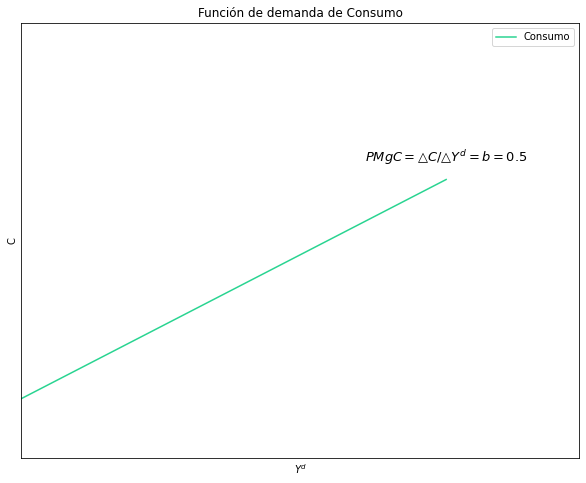 Función de demanda de Consumo
Consumo
PMgC = △C/△Y^d = b = 0.5
C
Y^d